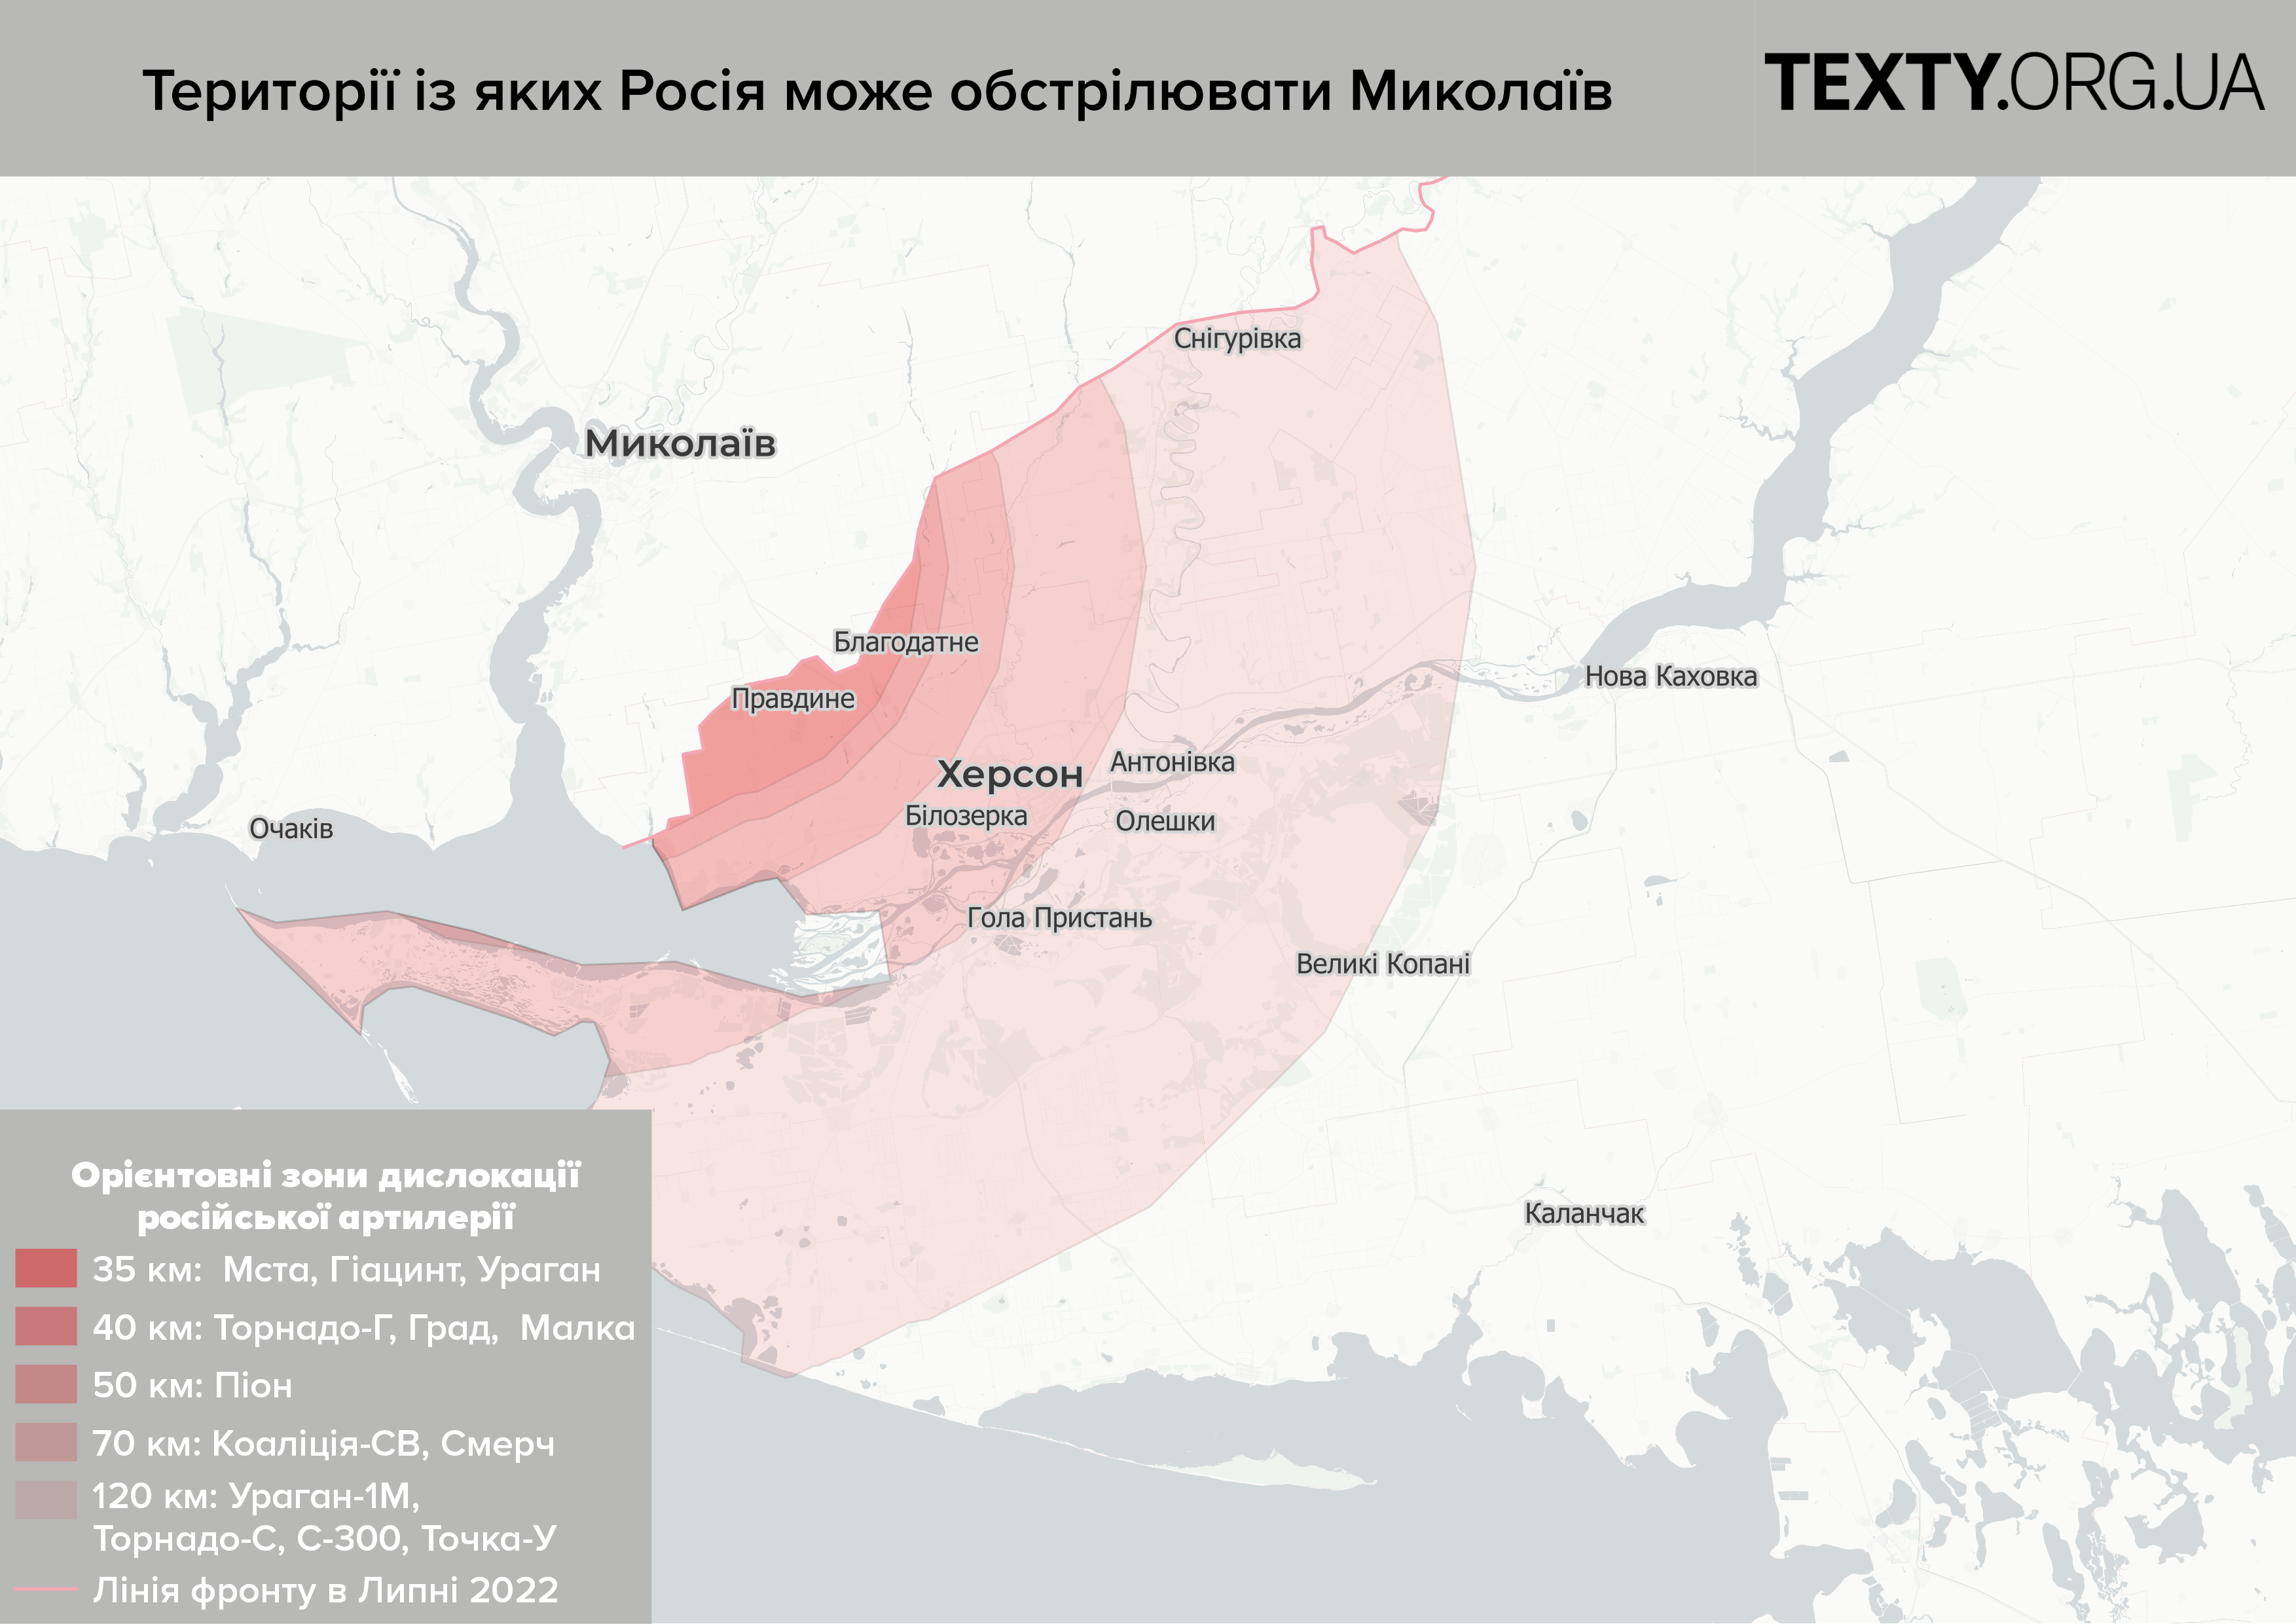 Території із яких Росія може обстрілювати Миколаїв
TEXTY.ORG.UA
Снігурівка
Миколаїв
Благодатне
Нова Каховка
Правдине
Антонівка
Херсон
Білозерка
Олешки
Очаків
Гола Пристань
Великі Копані
Каланчак
Орієнтовні зони дислокації
російської артилерії
35 км: Мста, Гіацинт, Ураган
40 км: Торнадо-Г, Град, Малка
50 км: Піон
70 км: Коаліція-СВ, Смерч
120 км: Ураган-1М,
Торнадо-С, С-300, Точка-У
Лінія фронту в Липні 2022